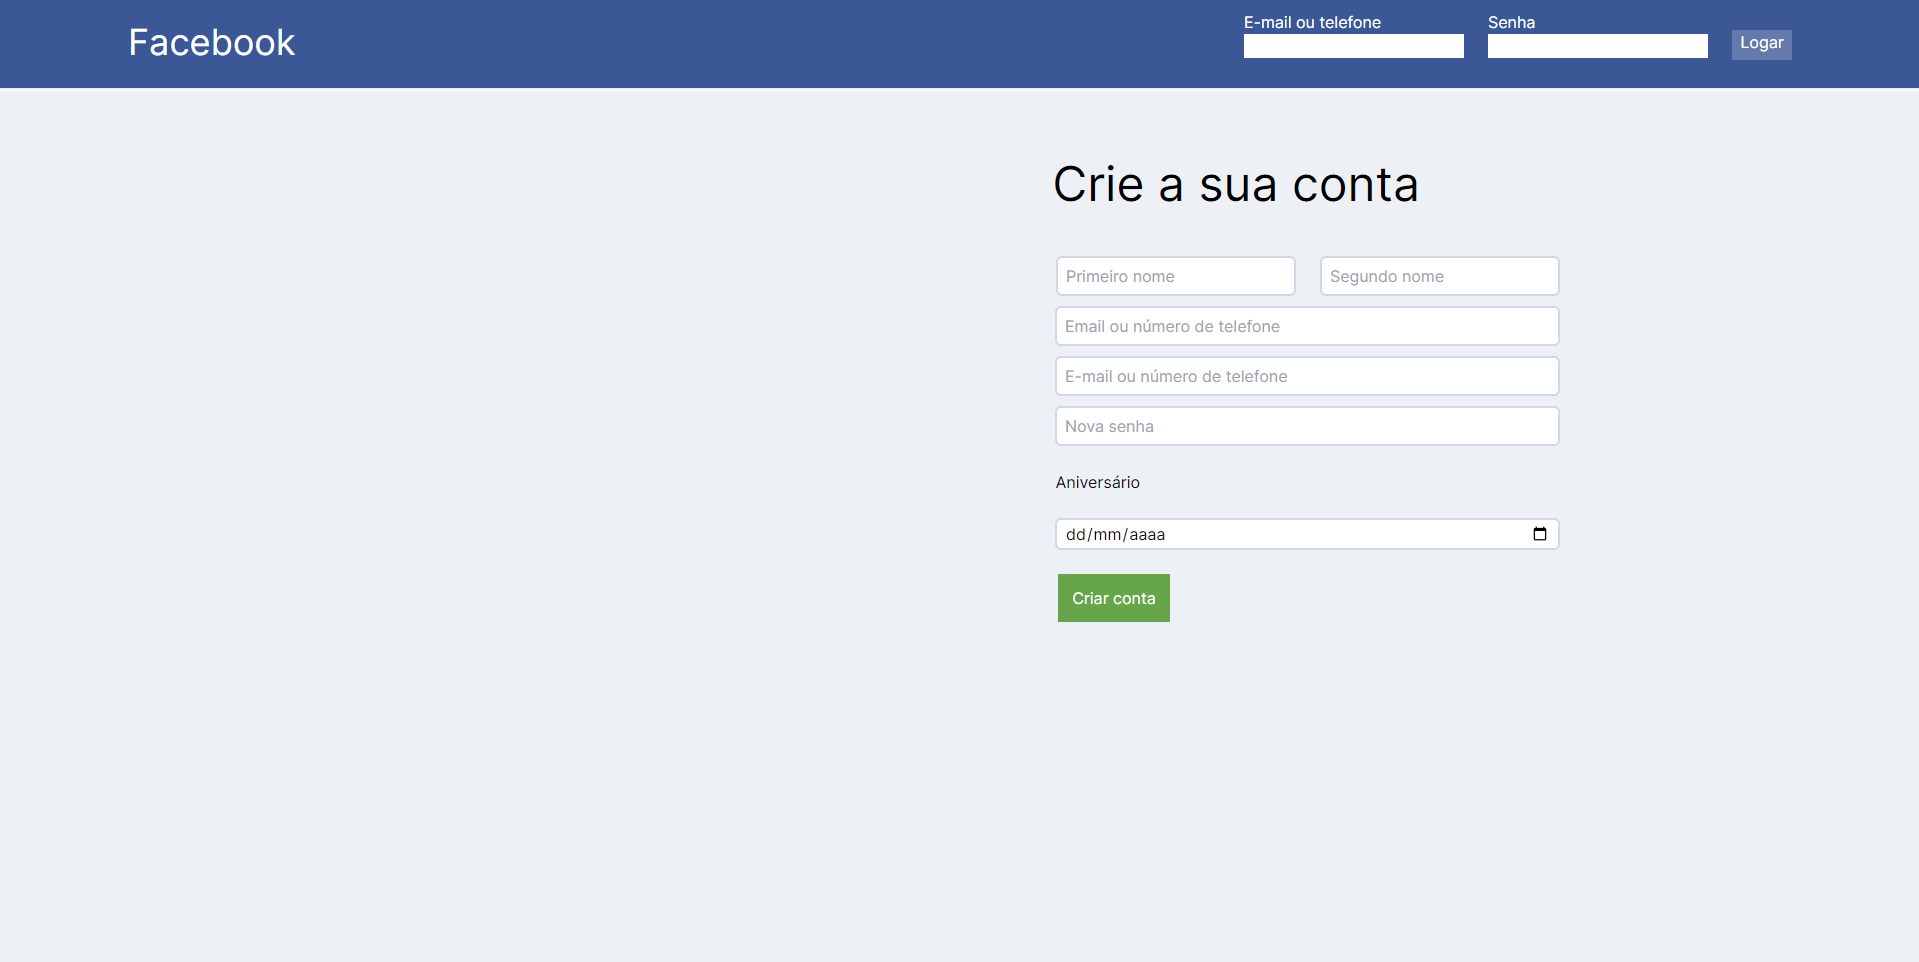 Facebook
E-mail ou telefone
Senha
Logar
Crie a sua conta
Primeiro nome
Segundo nome
Email ou número de telefone
E-mail ou número de telefone
Nova senha
Aniversário
dd/mm/aaaa
Criar conta